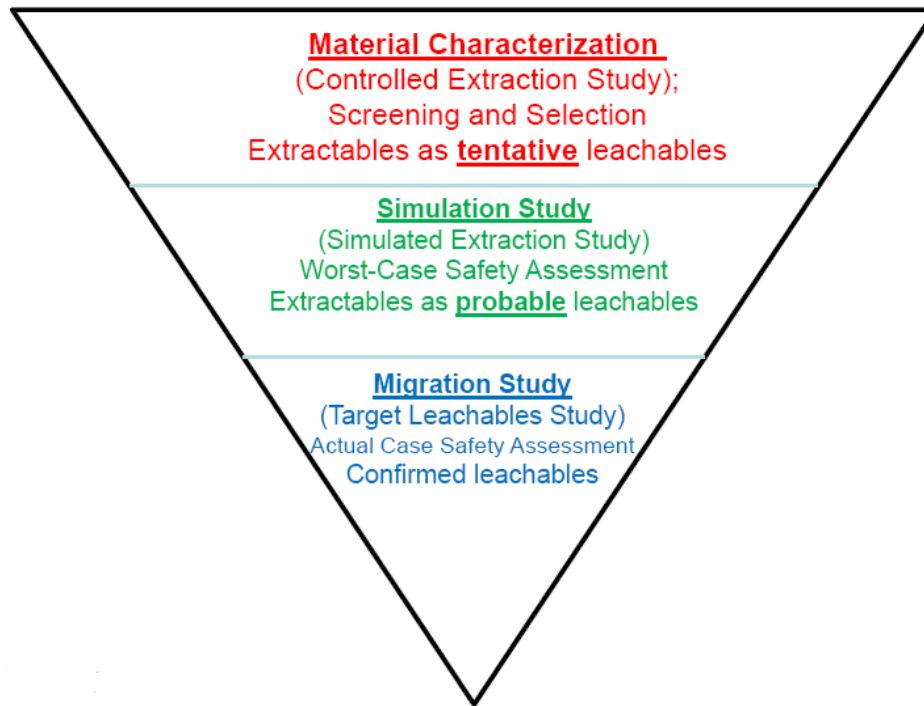 Material Characterization
(Controlled Extraction Study);
Screening and Selection
Extractables as tentative leachables
Simulation Study
(Simulated Extraction Study)
Worst-Case Safety Assessment
Extractables as probable leachables
Migration Study
(Target Leachables Study)
Actual Case Safety Assessment
Confirmed leachables